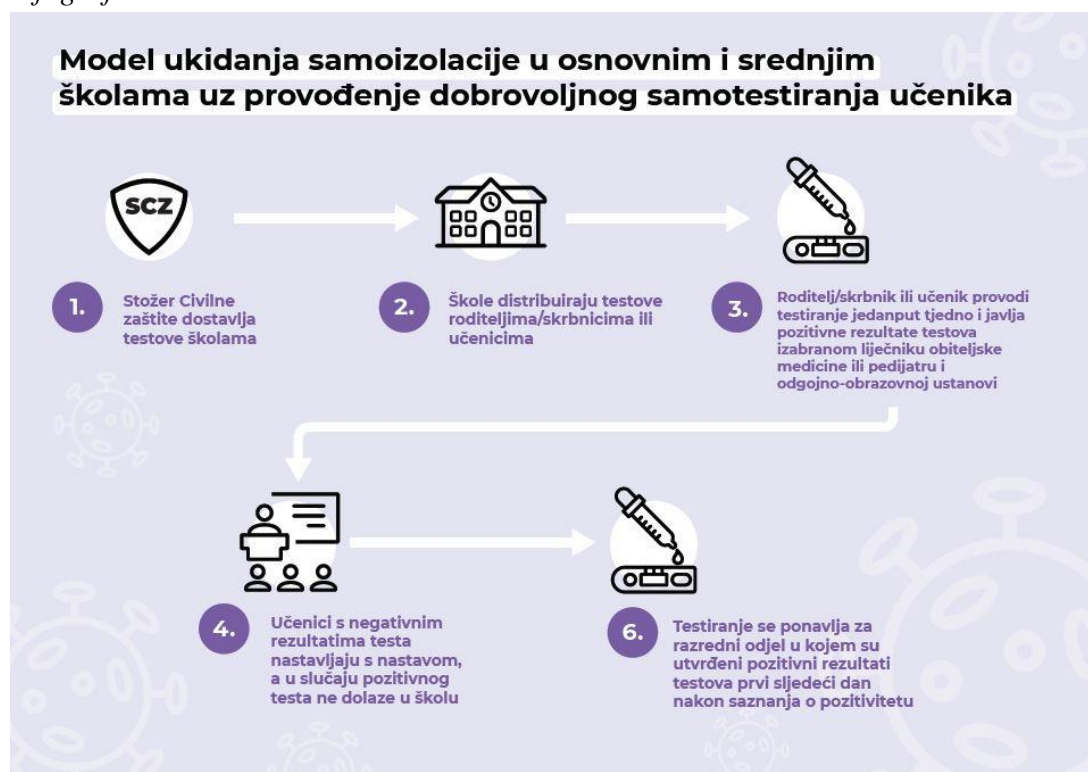 Model ukidanja samoizolacije u osnovnim i srednjim
školama uz provođenje dobrovoljnog samotestiranja učenika
SCZ
1.
Stožer Civilne
zaštite dostavlja
testove školama
2.
Škole distribuiraju testove
roditeljima/skrbnicima ili
učenicima
3.
Roditelj/skrbnik ili učenik provodi
testiranje jedanput tjedno i javlja
pozitivne rezultate testova
izabranom liječniku obiteljske
medicine ili pedijatru i
odgojno-obrazovnoj ustanovi
4.
Učenici s negativnim
rezultatima testa
nastavljaju s nastavom,
a u slučaju pozitivnog
testa ne dolaze u školu
6.
Testiranje se ponavlja za
razredni odjel u kojem su
utvrđeni pozitivni rezultati
testova prvi sljedeći dan
nakon saznanja o pozitivitetu